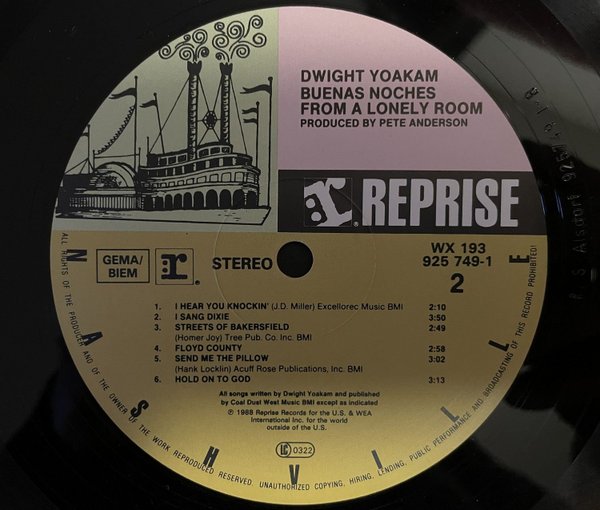 DWIGHT YOAKAM
BUENAS NOCHES
FROM A LONELY ROOM
PRODUCED BY PETE ANDERSON
r® REPRISE
GEMA/
BIEM
r®
STEREO
WX 193
925 749-1
2
1. I HEAR YOU KNOCKIN' (J.D. Miller) Excellorec Music BMI 2:10
2. I SANG DIXIE 3:50
3. STREETS OF BAKERSFIELD 2:49
(Homer Joy) Tree Pub. Co. Inc. BMI
4. FLOYD COUNTY 2:58
5. SEND ME THE PILLOW 3:02
(Hank Locklin) Acuff Rose Publications, Inc. BMI
6. HOLD ON TO GOD 3:13
All songs written by Dwight Yoakam and published
by Coal Dust West Music BMI except as indicated
℗ 1988 Reprise Records for the U.S. & WEA
International Inc. for the world
outside of the U.S.
LC 0322
NASHVILLE
ALL RIGHTS OF THE PRODUCER AND OF THE OWNER OF THE WORK REPRODUCED RESERVED. UNAUTHORIZED COPYING, HIRING, LENDING, PUBLIC PERFORMANCE AND BROADCASTING OF THIS RECORD PROHIBITED!
R/S Alsdorf